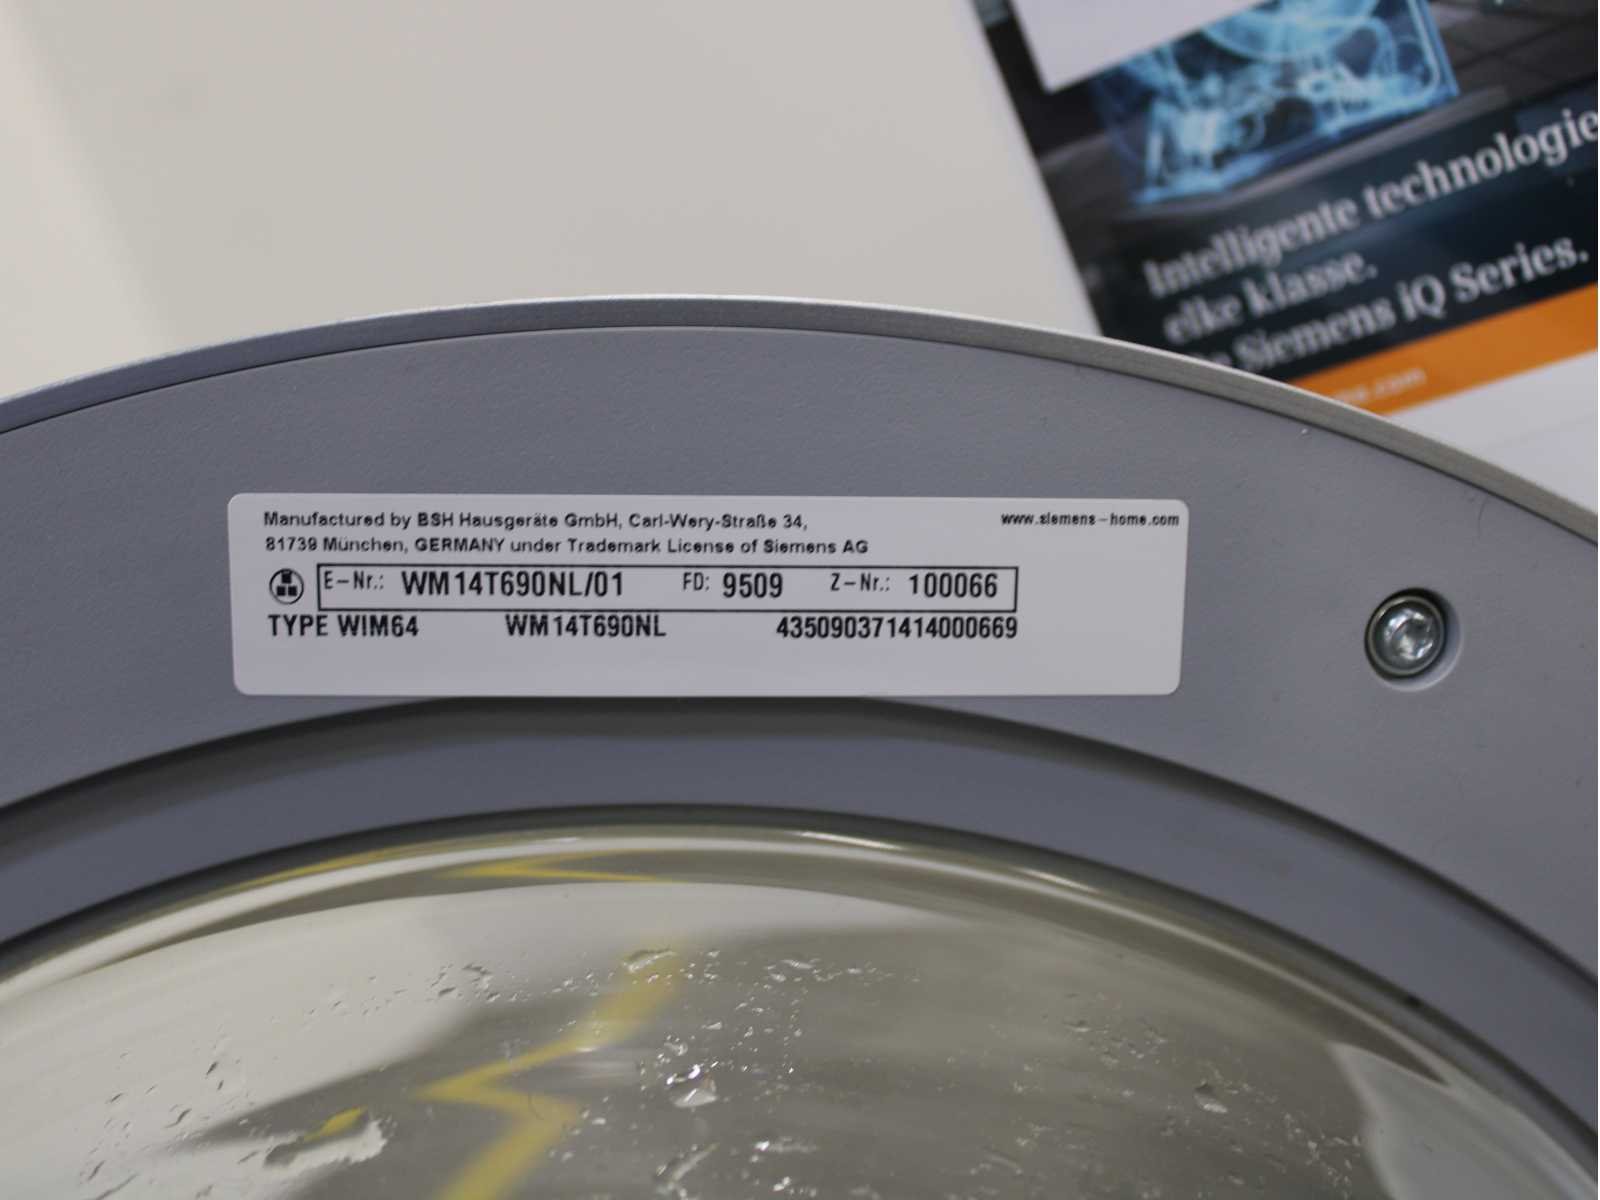 Intelligente technologie
elke klasse.
Siemens iQ Series.
Manufactured by BSH Hausgeräte GmbH, Carl-Wery-Straße 34,
www.siemens-home.com
81739 München, GERMANY under Trademark License of Siemens AG
E-Nr.: WM14T690NL/01 FD: 9509 Z-Nr.: 100066
TYPE WIM64 WM14T690NL 435090371414000669